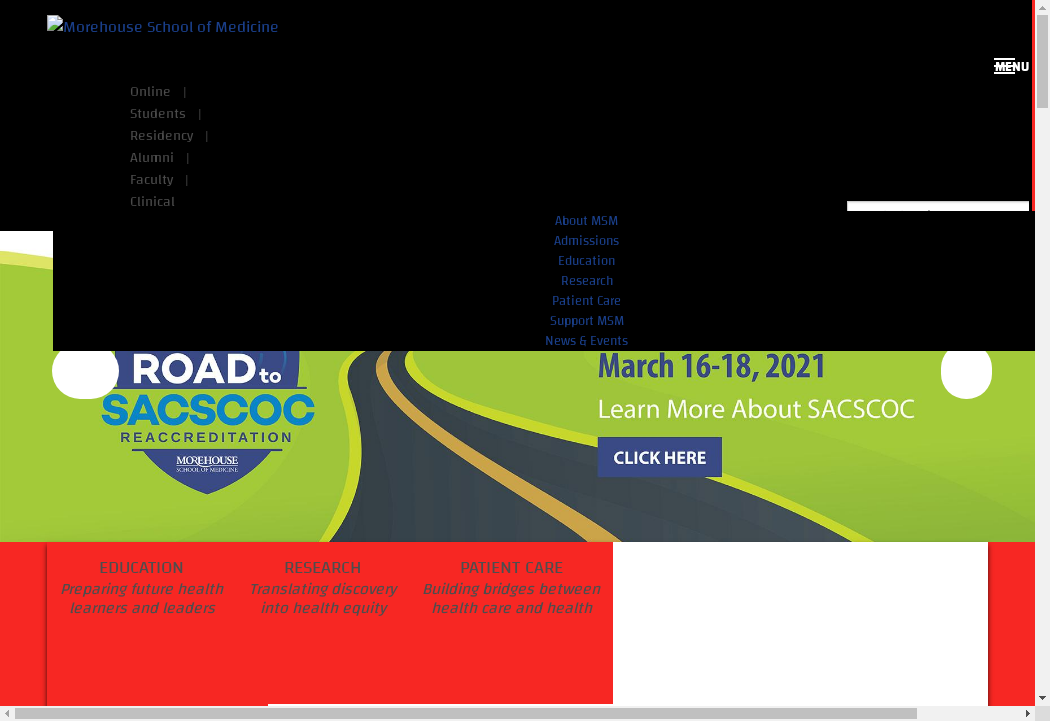 Morehouse School of Medicine
MENU
Online |
Students |
Residency |
Alumni |
Faculty |
Clinical
About MSM
Admissions
Education
Research
Patient Care
Support MSM
News & Events
ROAD to
SACSCOC
REACCREDITATION
MOREHOUSE
SCHOOL OF MEDICINE
March 16-18, 2021
Learn More About SACSCOC
CLICK HERE
EDUCATION
Preparing future health
learners and leaders
RESEARCH
Translating discovery
into health equity
PATIENT CARE
Building bridges between
health care and health